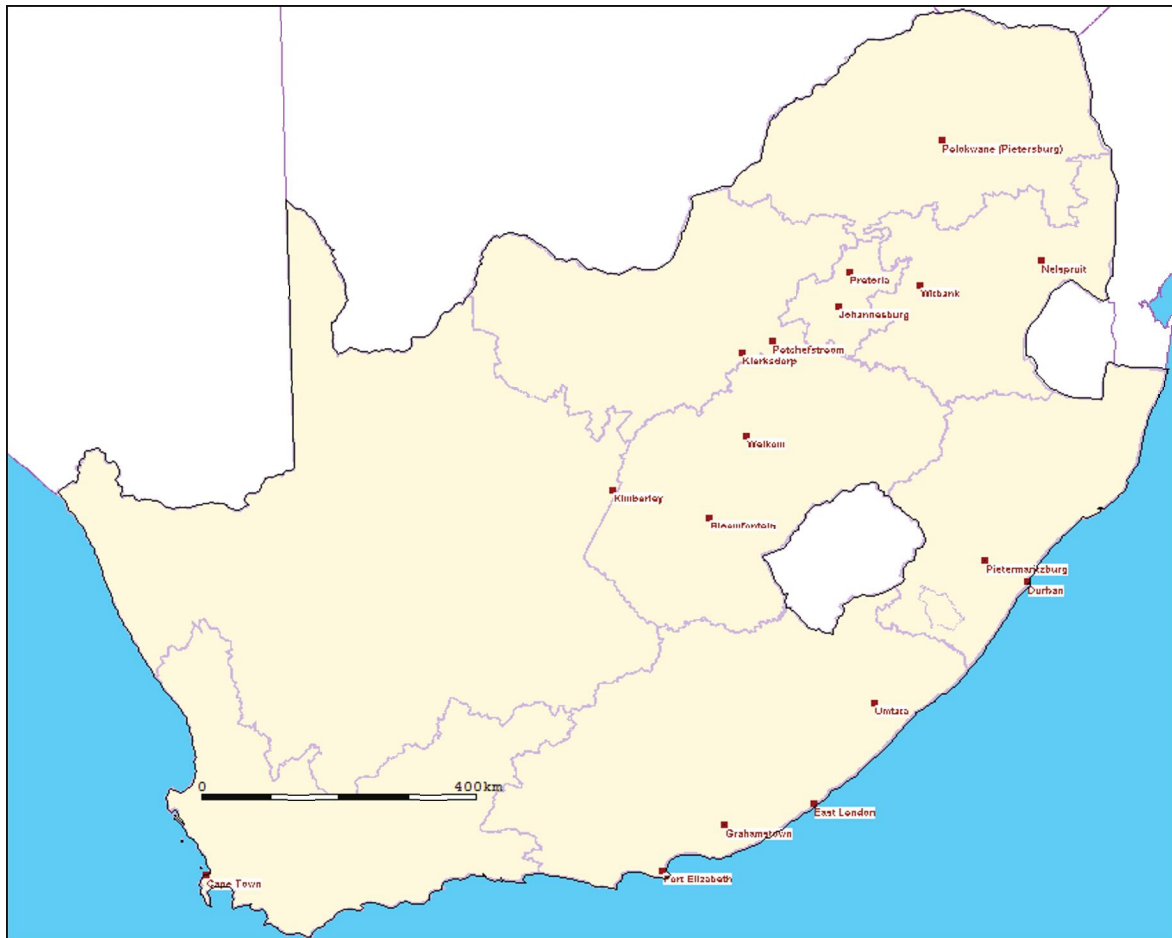 Polokwane (Pietersburg)
Nelspruit
Pretoria
Witbank
Johannesburg
Potchefstroom
Klerksdorp
Welkom
Kimberley
Bloemfontein
Pietermaritzburg
Durban
Umtata
0 400km
East London
Grahamstown
Port Elizabeth
Cape Town